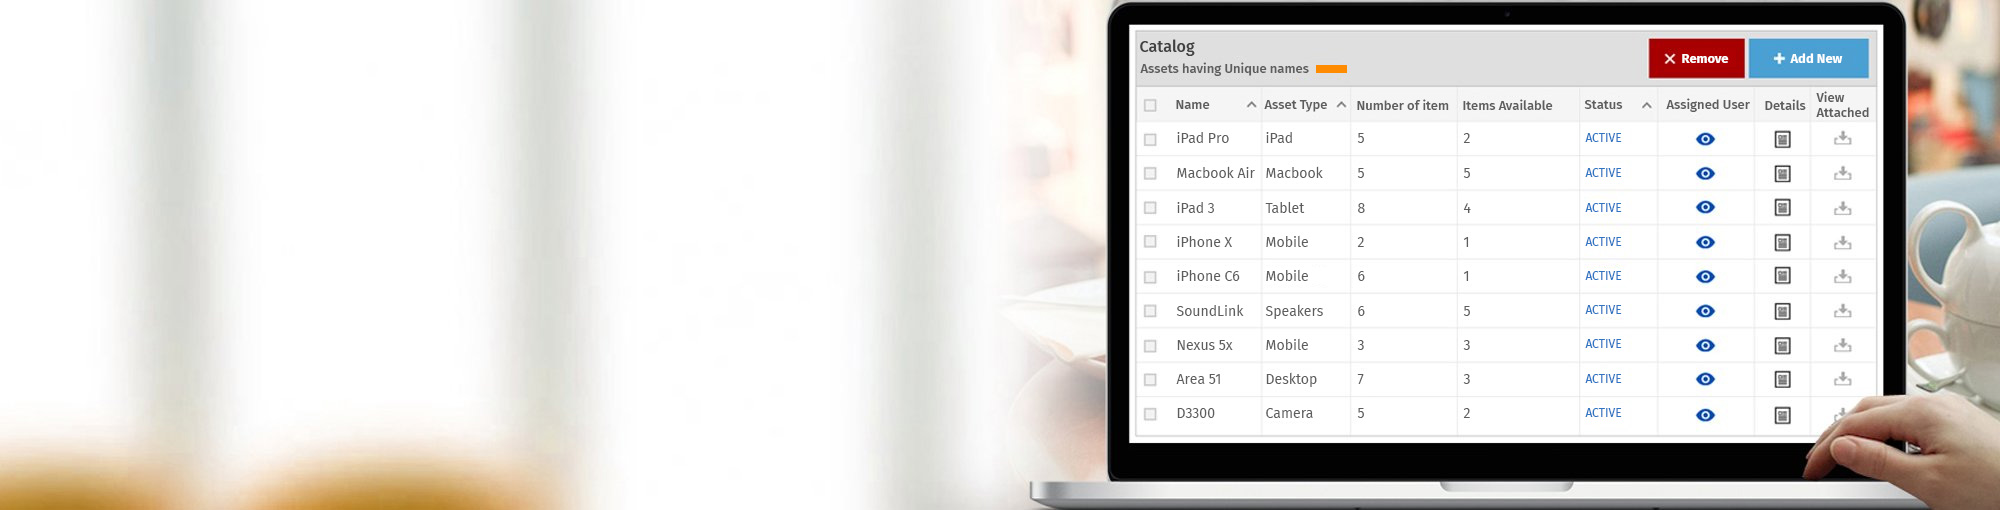 Catalog
Assets having Unique names
Remove
Add New
Name Asset Type Number of item Items Available Status Assigned User Details View Attached
iPad Pro iPad 5 2 ACTIVE
Macbook Air Macbook 5 5 ACTIVE
iPad 3 Tablet 8 4 ACTIVE
iPhone X Mobile 2 1 ACTIVE
iPhone C6 Mobile 6 1 ACTIVE
SoundLink Speakers 6 5 ACTIVE
Nexus 5x Mobile 3 3 ACTIVE
Area 51 Desktop 7 3 ACTIVE
D3300 Camera 5 2 ACTIVE